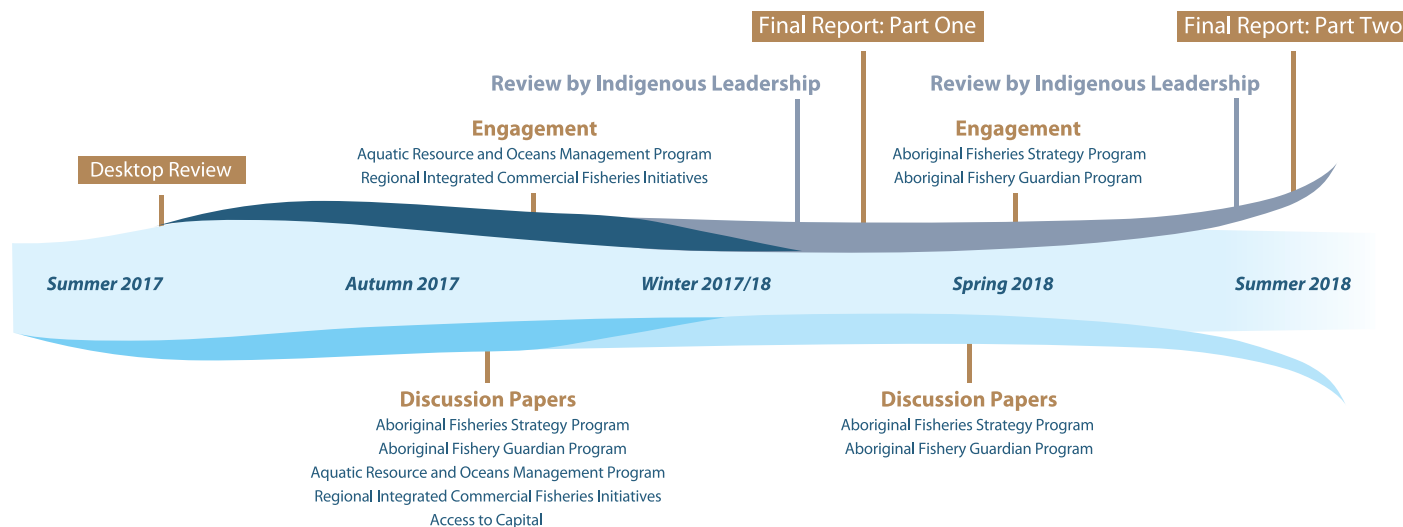 Final Report: Part One
Final Report: Part Two
Review by Indigenous Leadership
Review by Indigenous Leadership
Engagement
Aquatic Resource and Oceans Management Program
Regional Integrated Commercial Fisheries Initiatives
Engagement
Aboriginal Fisheries Strategy Program
Aboriginal Fishery Guardian Program
Desktop Review
Summer 2017
Autumn 2017
Winter 2017/18
Spring 2018
Summer 2018
Discussion Papers
Aboriginal Fisheries Strategy Program
Aboriginal Fishery Guardian Program
Aquatic Resource and Oceans Management Program
Regional Integrated Commercial Fisheries Initiatives
Access to Capital
Discussion Papers
Aboriginal Fisheries Strategy Program
Aboriginal Fishery Guardian Program